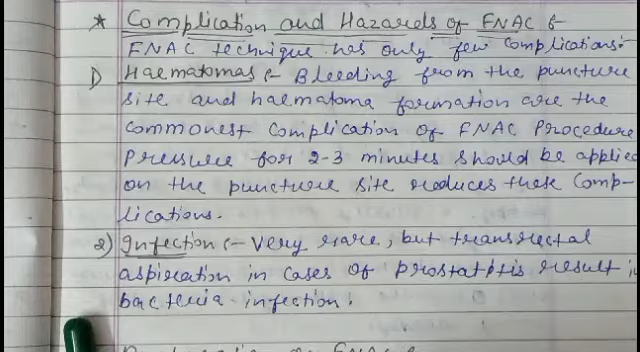 * Complication and Hazards of FNAC :-
FNAC technique has only few complications:-
1) Haematomas :- Bleeding from the puncture
site and haematoma formation are the
commonest complication of FNAC Procedure
Pressure for 2-3 minutes should be applied
on the puncture site reduces these comp-
lications.
2) Infection :- Very rare, but transrectal
aspiration in cases of prostatitis result in
bacteria infection.